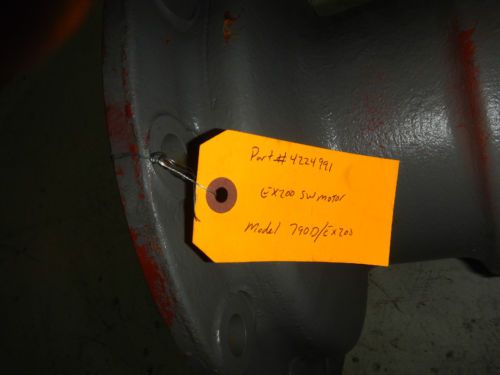 Part# 4224991
EX200 SW MOTOR
Model 790D/EX200